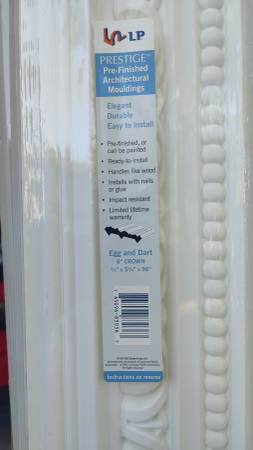 LP
PRESTIGE™
Pre-Finished
Architectural
Mouldings
Elegant
Durable
Easy to install
• Pre-finished, or
can be painted
• Ready-to-install
• Handles like wood
• Installs with nails
or glue
• Impact resistant
• Limited lifetime
warranty
Egg and Dart
6" CROWN
Instructions on reverse